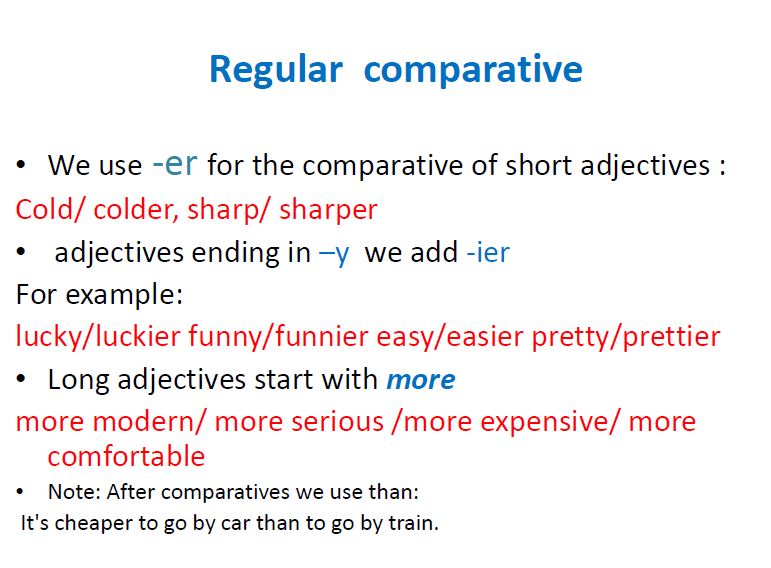 Regular comparative
• We use -er for the comparative of short adjectives :
Cold/ colder, sharp/ sharper
• adjectives ending in –y we add -ier
For example:
lucky/luckier funny/funnier easy/easier pretty/prettier
• Long adjectives start with more
more modern/ more serious /more expensive/ more
comfortable
• Note: After comparatives we use than:
It's cheaper to go by car than to go by train.